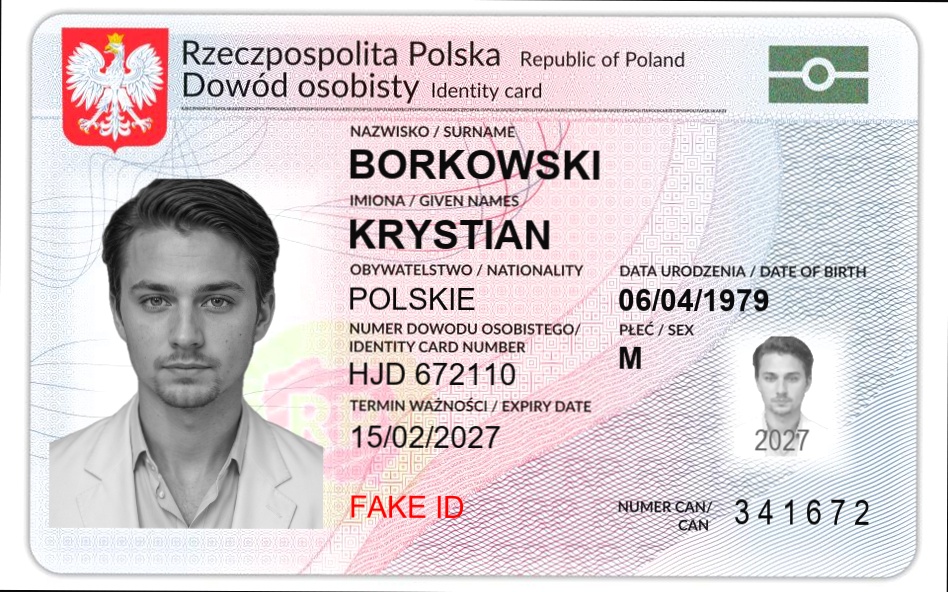 Rzeczpospolita Polska Republic of Poland
Dowód osobisty Identity card
NAZWISKO / SURNAME
BORKOWSKI
IMIONA / GIVEN NAMES
KRYSTIAN
OBYWATELSTWO / NATIONALITY
POLSKIE
DATA URODZENIA / DATE OF BIRTH
06/04/1979
NUMER DOWODU OSOBISTEGO/
IDENTITY CARD NUMBER
HJD 672110
PŁEĆ / SEX
M
TERMIN WAŻNOŚCI / EXPIRY DATE
15/02/2027
2027
FAKE ID
NUMER CAN/
CAN
341672